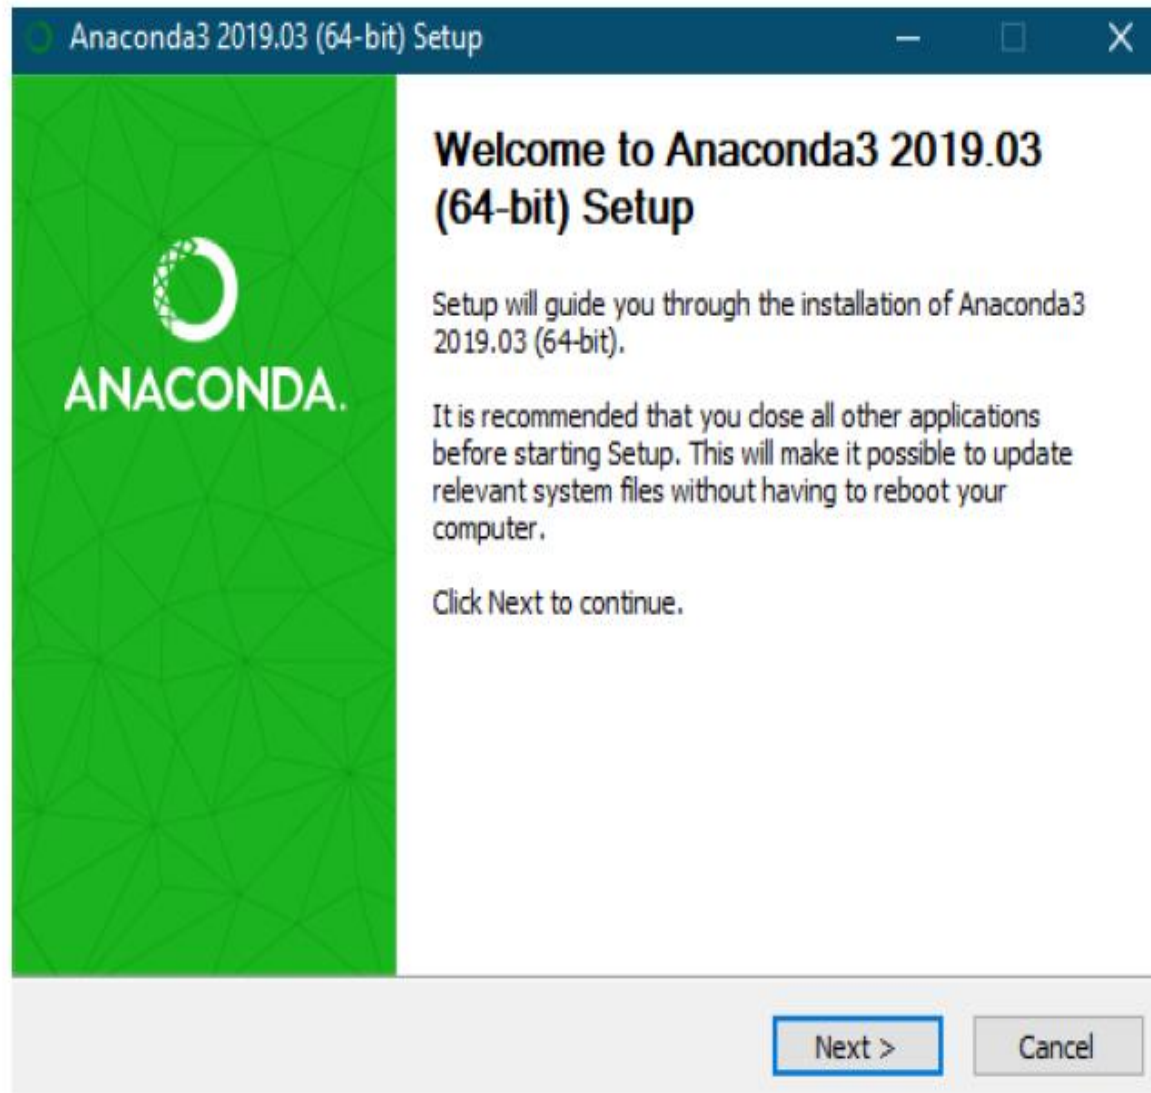 Anaconda3 2019.03 (64-bit) Setup
ANACONDA.
Welcome to Anaconda3 2019.03
(64-bit) Setup
Setup will guide you through the installation of Anaconda3
2019.03 (64-bit).
It is recommended that you close all other applications
before starting Setup. This will make it possible to update
relevant system files without having to reboot your
computer.
Click Next to continue.
Next >
Cancel